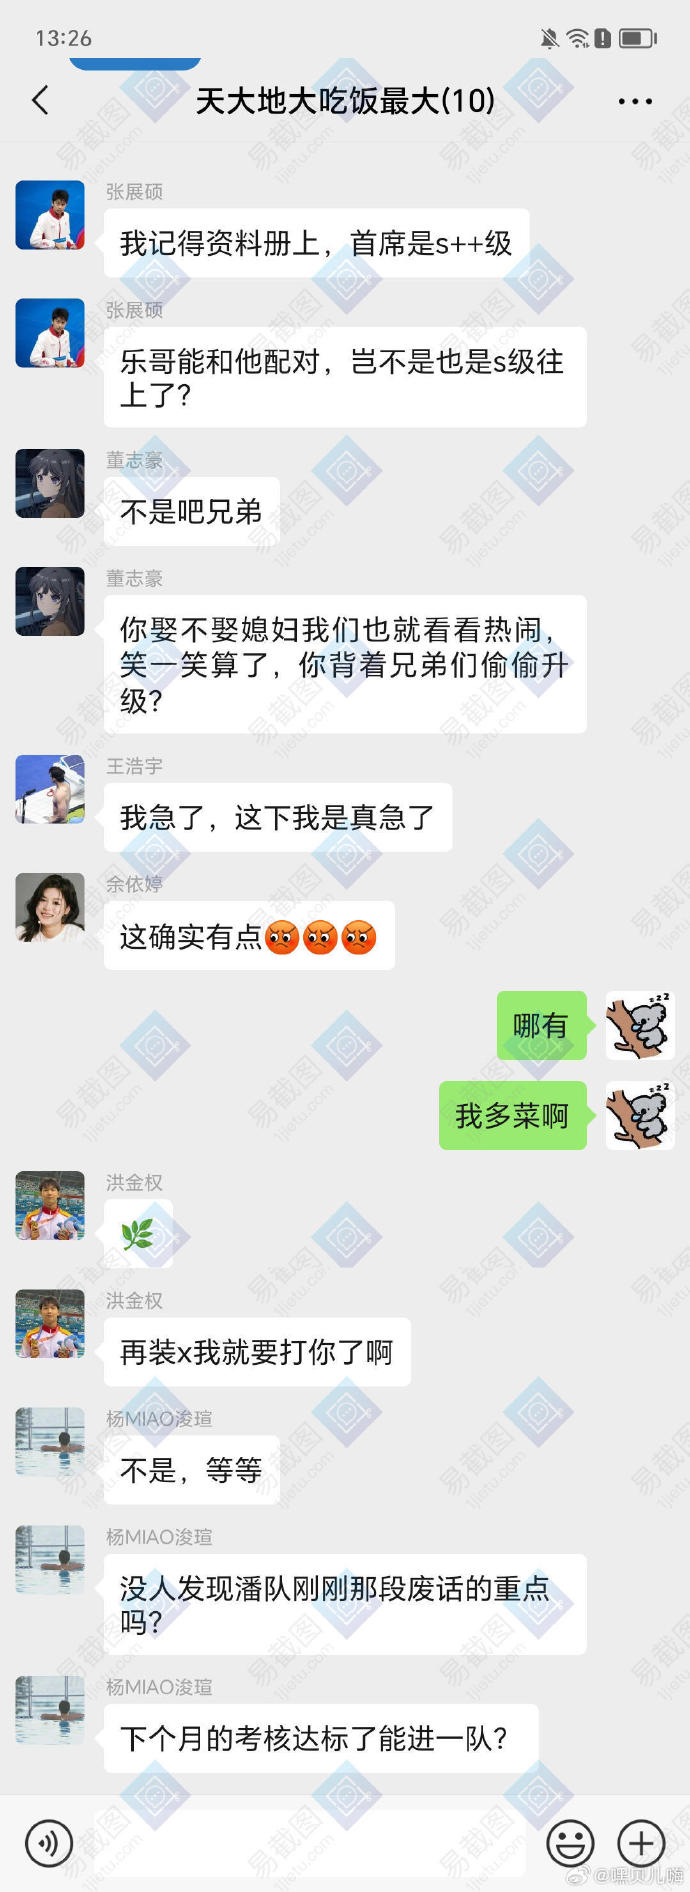 13:26
天大地大吃饭最大(10)
张展硕
我记得资料册上，首席是s++级
张展硕
乐哥能和他配对，岂不是也是s级往
上了？
董志豪
不是吧兄弟
董志豪
你娶不娶媳妇我们也就看看热闹，
笑一笑算了，你背着兄弟们偷偷升
级？
王浩宇
我急了，这下我是真急了
余依婷
这确实有点
哪有
我多菜啊
洪金权
洪金权
再装x我就要打你了啊
杨MIAO浚瑄
不是，等等
杨MIAO浚瑄
没人发现潘队刚刚那段废话的重点
吗？
杨MIAO浚瑄
下个月的考核达标了能进一队？
易截图
1jietu.com
@嘿贝儿嗨